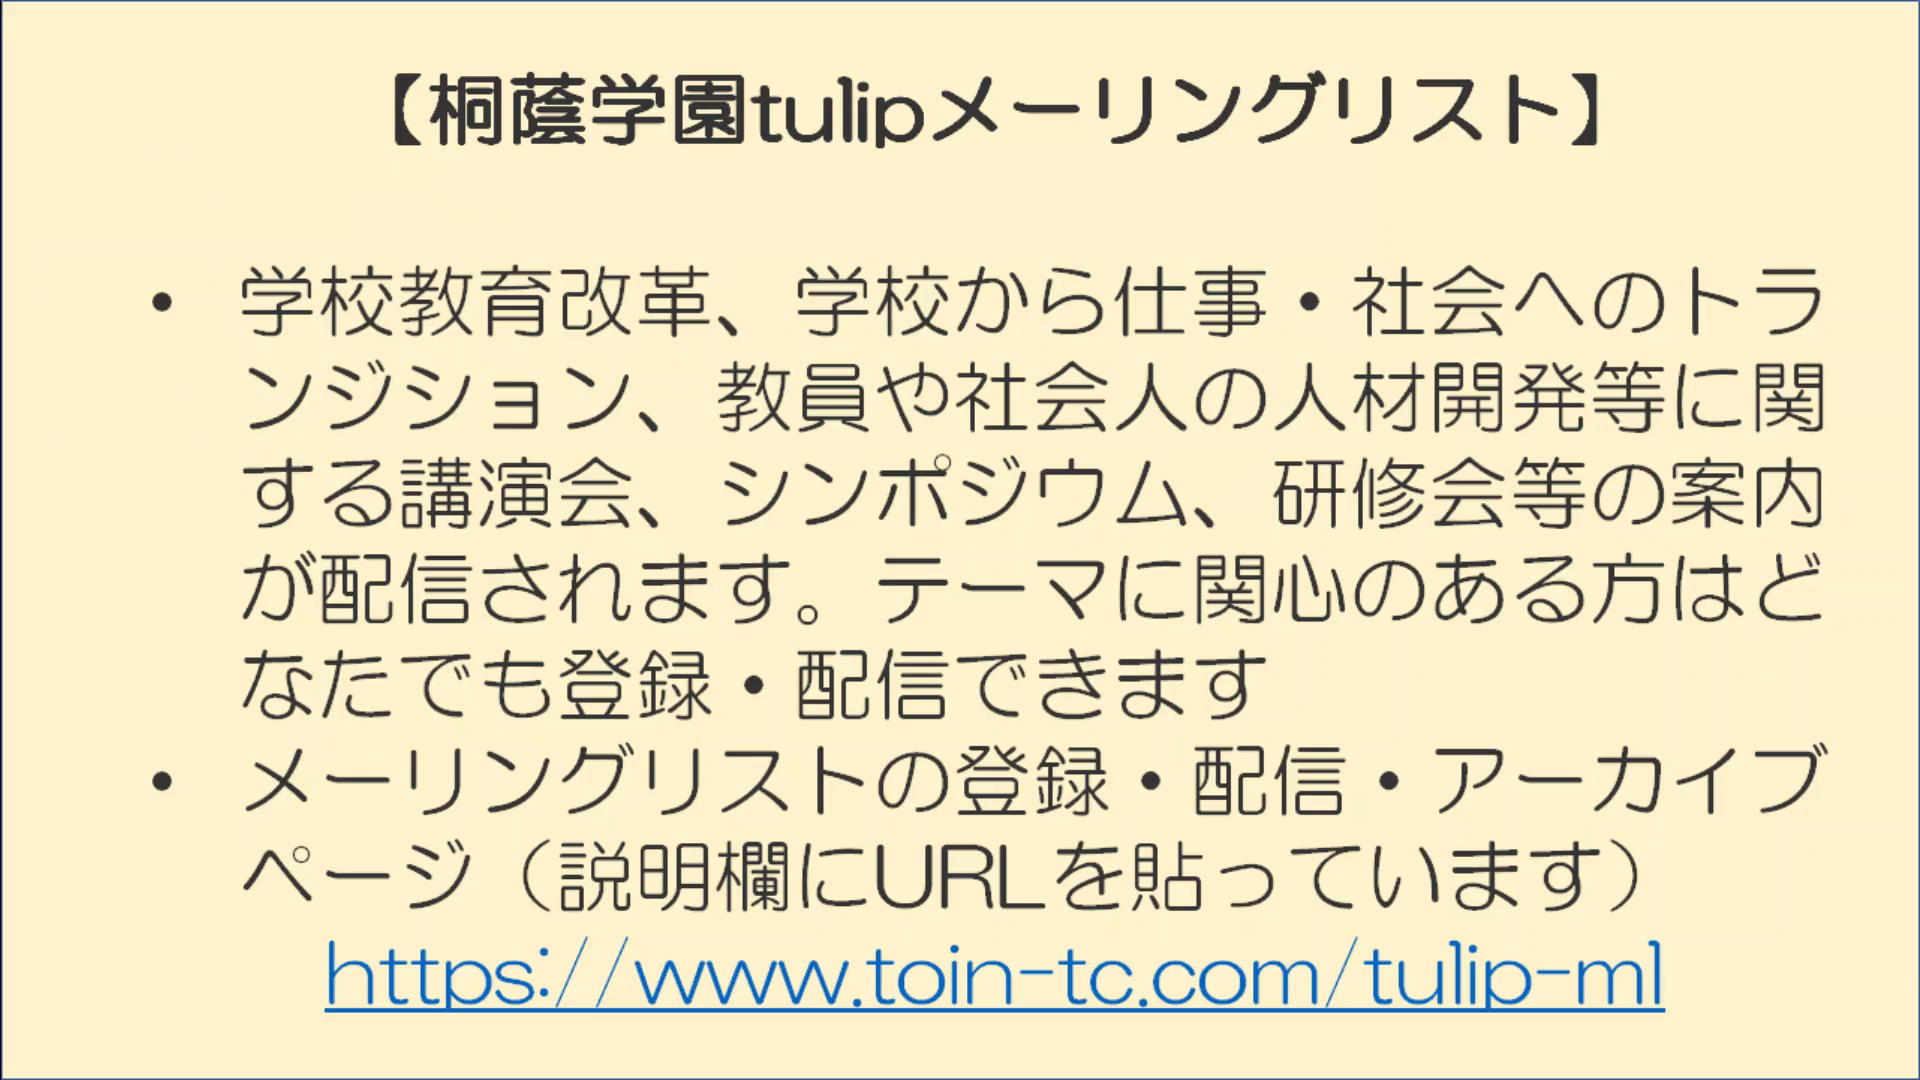 【桐蔭学園tulipメーリングリスト】
• 学校教育改革、学校から仕事・社会へのトラ
ンジション、教員や社会人の人材開発等に関
する講演会、シンポジウム、研修会等の案内
が配信されます。テーマに関心のある方はど
なたでも登録・配信できます
• メーリングリストの登録・配信・アーカイブ
ページ（説明欄にURLを貼っています）
https://www.toin-tc.com/tulip-ml